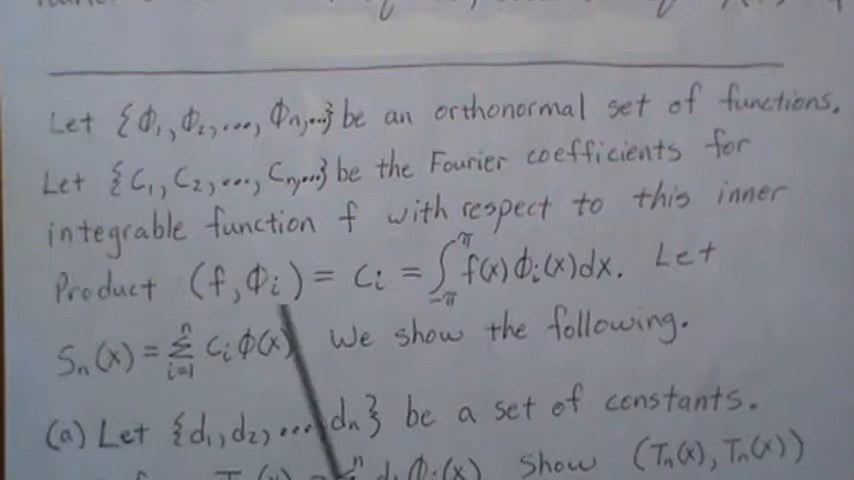 Let {Φ₁, Φ₂, ..., Φn, ...} be an orthonormal set of functions.
Let {C₁, C₂, ..., Cn, ...} be the Fourier coefficients for
integrable function f with respect to this inner
Product (f, Φi) = Ci = ∫_{-π}^{π} f(x) Φi(x) dx. Let
Sn(x) = Σ_{i=1}^{n} Ci Φ(x) We show the following.
(a) Let {d₁, d₂, ... dn} be a set of constants.
Φi(x) Show (Tn(x), Tn(x))